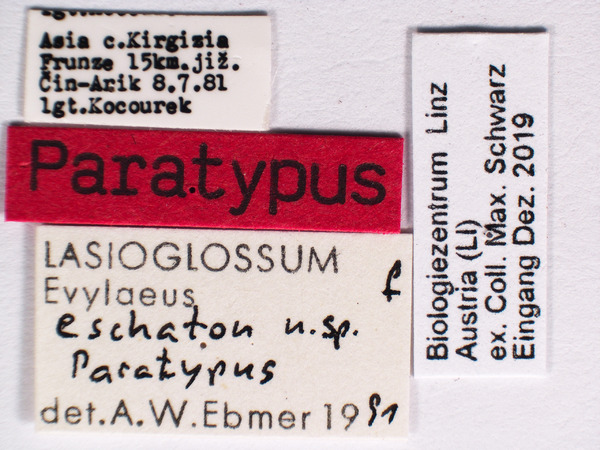 Asia c.Kirgizia
Frunze 15km.již.
Čin-Arik 8.7.81
lgt.Kocourek
Paratypus
LASIOGLOSSUM
Evylaeus f
eschaton n.sp.
Paratypus
det.A.W.Ebmer 1991
Biologiezentrum Linz
Austria (LI)
ex. Coll. Max. Schwarz
Eingang Dez. 2019